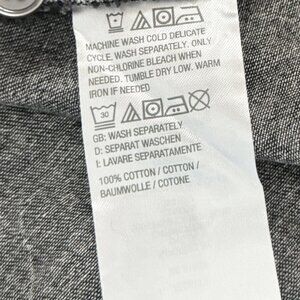 MACHINE WASH COLD DELICATE
CYCLE, WASH SEPARATELY. ONLY
NON-CHLORINE BLEACH WHEN
NEEDED. TUMBLE DRY LOW. WARM
IRON IF NEEDED
30
GB: WASH SEPARATELY
D: SEPARAT WASCHEN
I: LAVARE SEPARATAMENTE
100% COTTON / COTTON /
BAUMWOLLE / COTONE